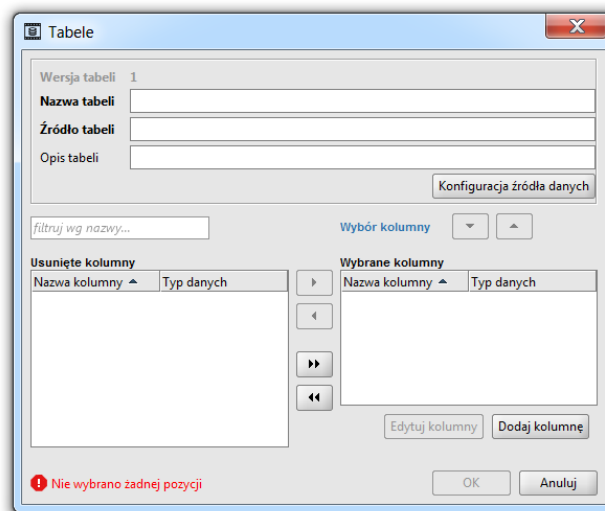 Tabele
Wersja tabeli 1
Nazwa tabeli
Źródło tabeli
Opis tabeli
Konfiguracja źródła danych
filtruj wg nazwy...
Wybór kolumny
Usunięte kolumny
Wybrane kolumny
Nazwa kolumny Typ danych
Nazwa kolumny Typ danych
Edytuj kolumny
Dodaj kolumnę
Nie wybrano żadnej pozycji
OK
Anuluj